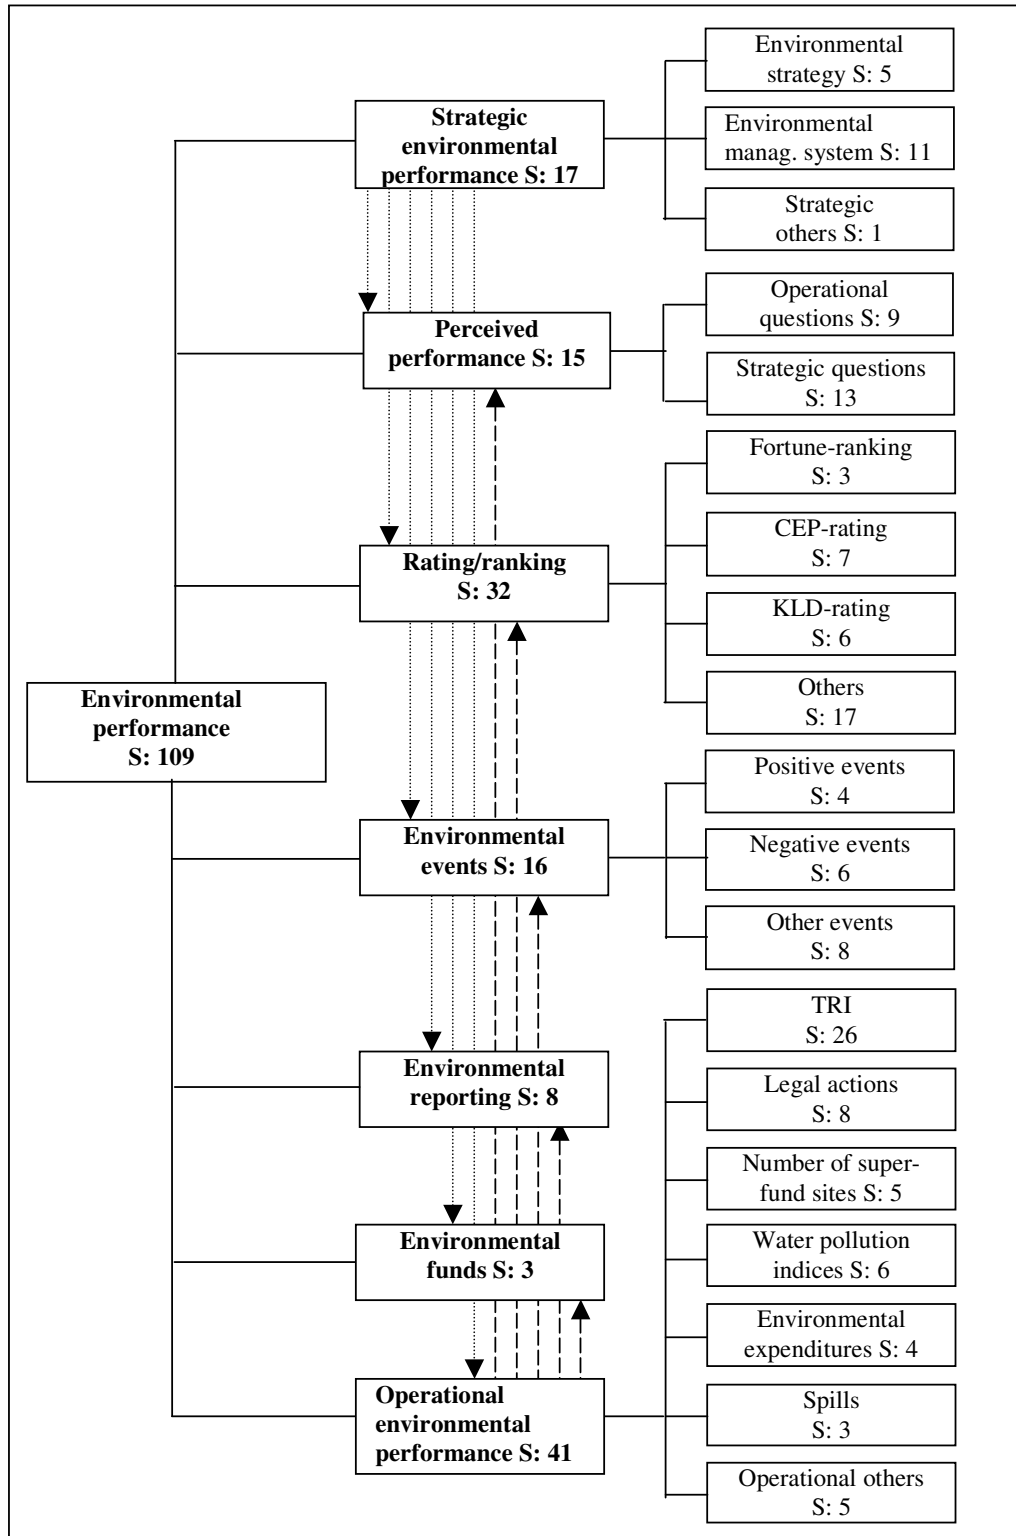 Environmental
performance
S: 109
Strategic
environmental
performance S: 17
Environmental
strategy S: 5
Environmental
manag. system S: 11
Strategic
others S: 1
Perceived
performance S: 15
Operational
questions S: 9
Strategic questions
S: 13
Rating/ranking
S: 32
Fortune-ranking
S: 3
CEP-rating
S: 7
KLD-rating
S: 6
Others
S: 17
Environmental
events S: 16
Positive events
S: 4
Negative events
S: 6
Other events
S: 8
Environmental
reporting S: 8
Environmental
funds S: 3
Operational
environmental
performance S: 41
TRI
S: 26
Legal actions
S: 8
Number of super-
fund sites S: 5
Water pollution
indices S: 6
Environmental
expenditures S: 4
Spills
S: 3
Operational others
S: 5